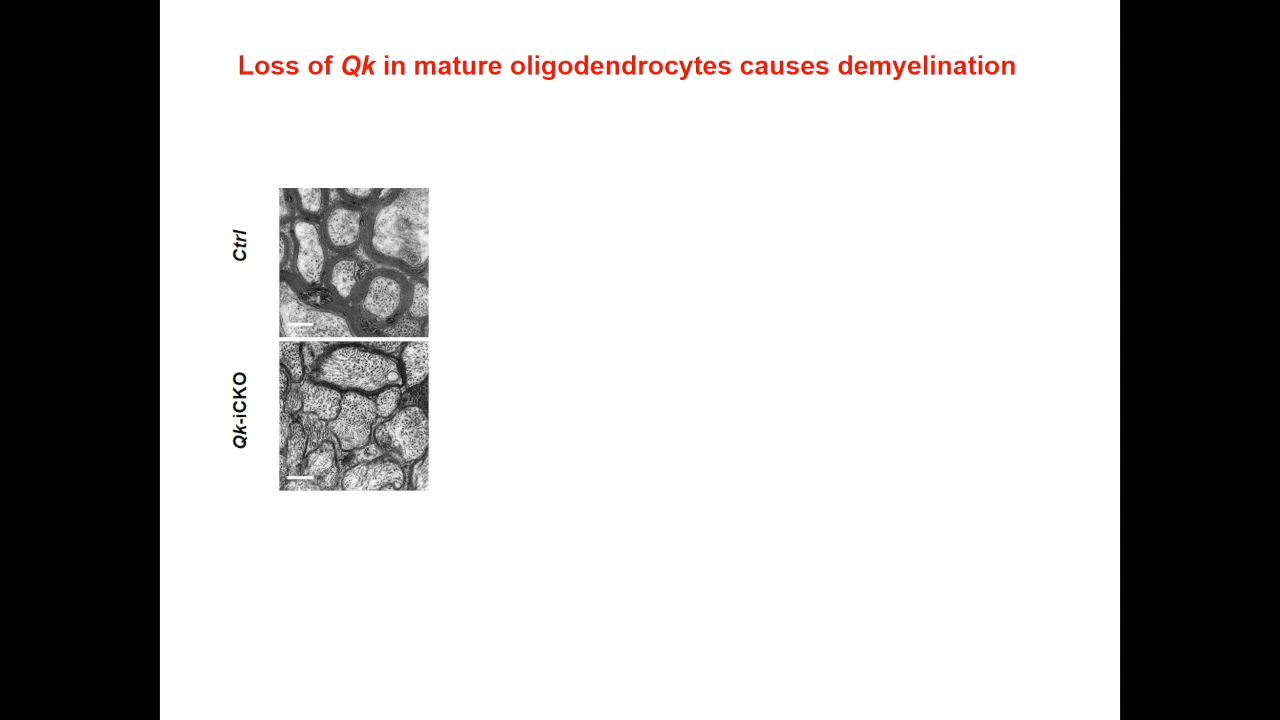 Loss of Qk in mature oligodendrocytes causes demyelination
Ctrl
Qk-iCKO